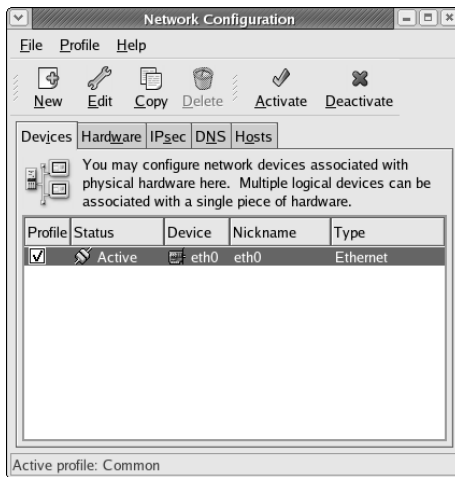 Network Configuration
File Profile Help
New Edit Copy Delete Activate Deactivate
Devices Hardware IPsec DNS Hosts
You may configure network devices associated with
physical hardware here. Multiple logical devices can be
associated with a single piece of hardware.
Profile Status Device Nickname Type
Active eth0 eth0 Ethernet
Active profile: Common